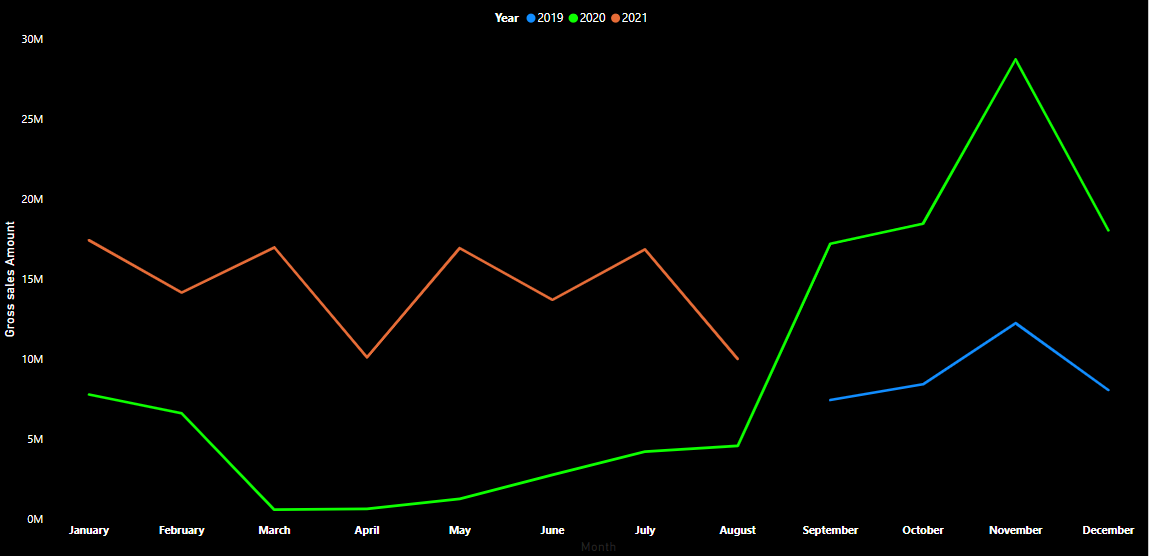 Year 2019 2020 2021
30M
25M
20M
15M
10M
5M
0M
Gross sales Amount
January February March April May June July August September October November December
Month